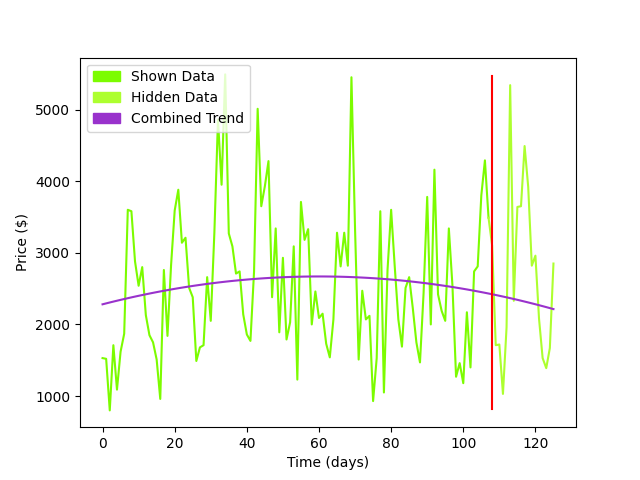 Shown Data
Hidden Data
Combined Trend
Price ($)
5000
4000
3000
2000
1000
0 20 40 60 80 100 120
Time (days)